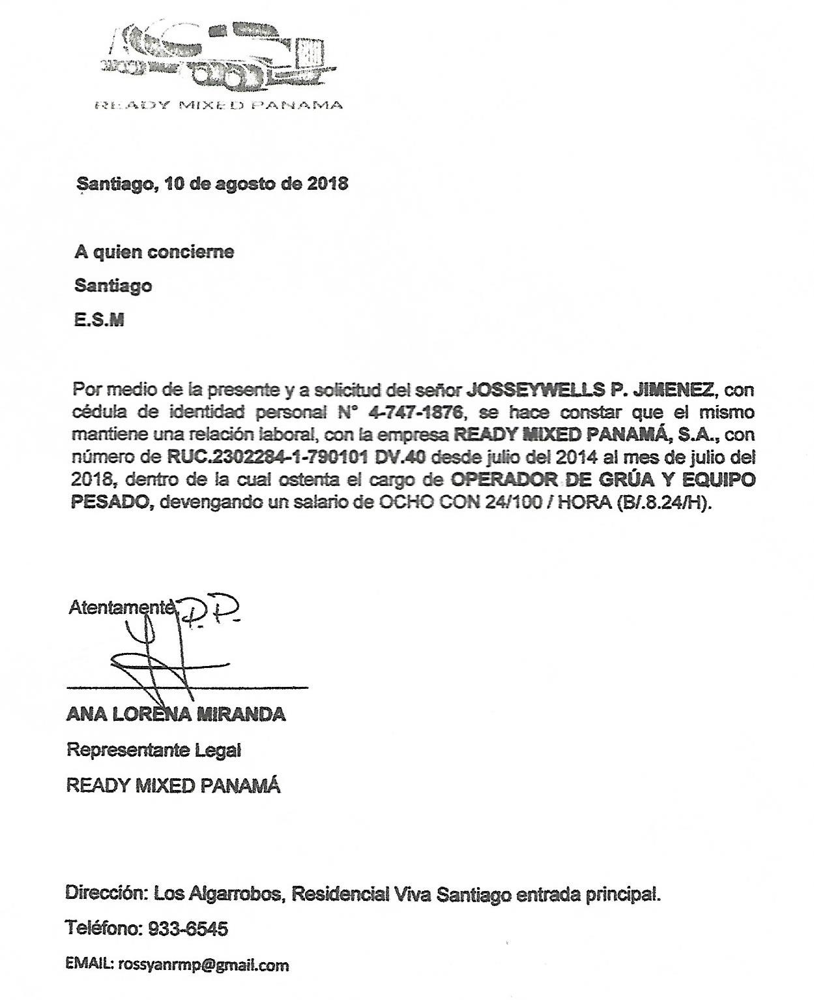 READY MIXED PANAMA
Santiago, 10 de agosto de 2018
A quien concierne
Santiago
E.S.M
Por medio de la presente y a solicitud del señor JOSSEYWELLS P. JIMENEZ, con
cédula de identidad personal N° 4-747-1876, se hace constar que el mismo
mantiene una relación laboral, con la empresa READY MIXED PANAMÁ, S.A., con
número de RUC.2302284-1-790101 DV.40 desde julio del 2014 al mes de julio del
2018, dentro de la cual ostenta el cargo de OPERADOR DE GRÚA Y EQUIPO
PESADO, devengando un salario de OCHO CON 24/100 / HORA (B/.8.24/H).
Atentamente, P.P.
ANA LORENA MIRANDA
Representante Legal
READY MIXED PANAMÁ
Dirección: Los Algarrobos, Residencial Viva Santiago entrada principal.
Teléfono: 933-6545
EMAIL: rossyanrmp@gmail.com